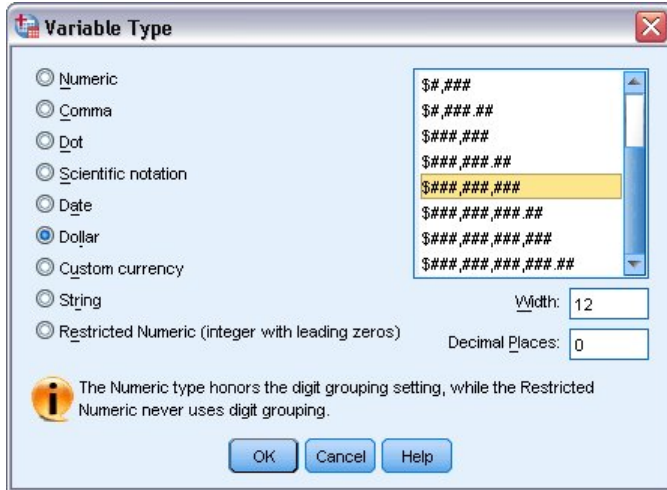 Variable Type
Numeric
Comma
Dot
Scientific notation
Date
Dollar
Custom currency
String
Restricted Numeric (integer with leading zeros)
$#,###
$#,###.##
$###,###
$###,###.##
$###,###,###
$###,###,###.##
$###,###,###,###
$###,###,###,###.##
Width: 12
Decimal Places: 0
The Numeric type honors the digit grouping setting, while the Restricted
Numeric never uses digit grouping.
OK Cancel Help